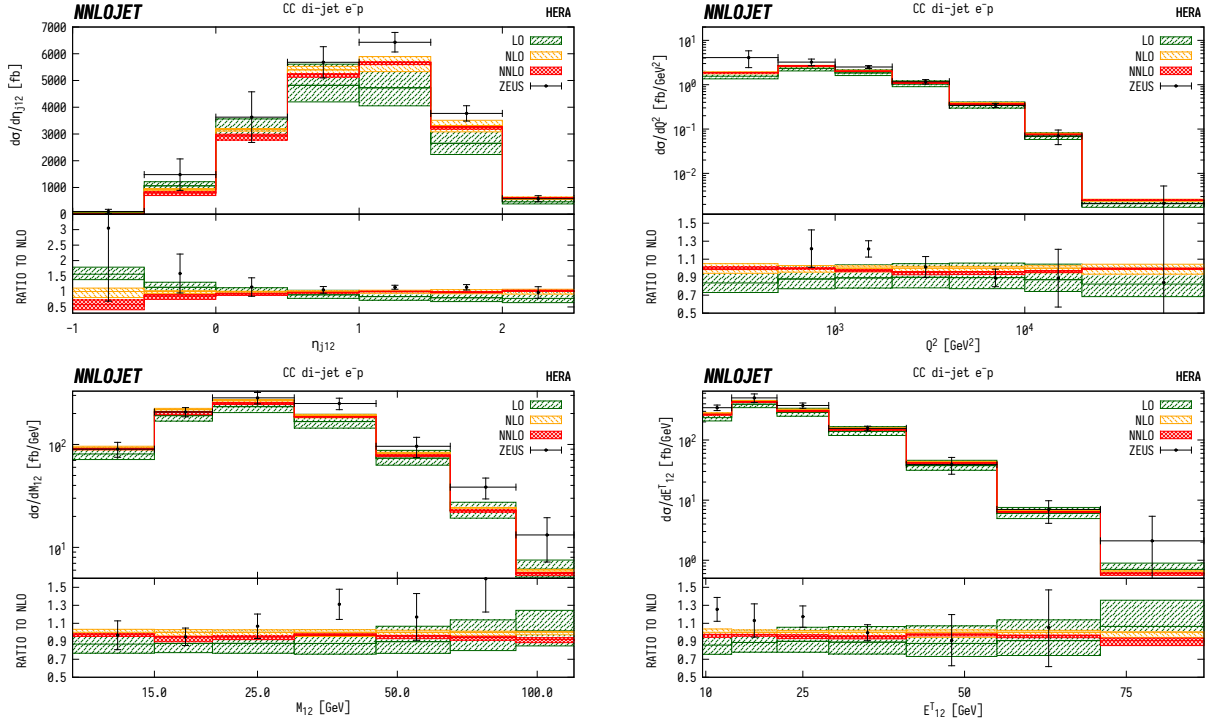 NNLOJET CC di-jet e⁻p HERA
dσ/dη_j12 [fb]
7000
6000
5000
4000
3000
2000
1000
0
LO
NLO
NNLO
ZEUS
RATIO TO NLO
3
2.5
2
1.5
1
0.5
-1 0 1 2
η_j12
NNLOJET CC di-jet e⁻p HERA
dσ/dQ² [fb/GeV²]
10¹
10⁰
10⁻¹
10⁻²
LO
NLO
NNLO
ZEUS
RATIO TO NLO
1.5
1.3
1.1
0.9
0.7
0.5
10³ 10⁴
Q² [GeV²]
NNLOJET CC di-jet e⁻p HERA
dσ/dM₁₂ [fb/GeV]
10²
10¹
LO
NLO
NNLO
ZEUS
RATIO TO NLO
1.5
1.3
1.1
0.9
0.7
0.5
15.0 25.0 50.0 100.0
M₁₂ [GeV]
NNLOJET CC di-jet e⁻p HERA
dσ/dEᵀ₁₂ [fb/GeV]
10²
10¹
10⁰
LO
NLO
NNLO
ZEUS
RATIO TO NLO
1.5
1.3
1.1
0.9
0.7
0.5
10 25 50 75
Eᵀ₁₂ [GeV]